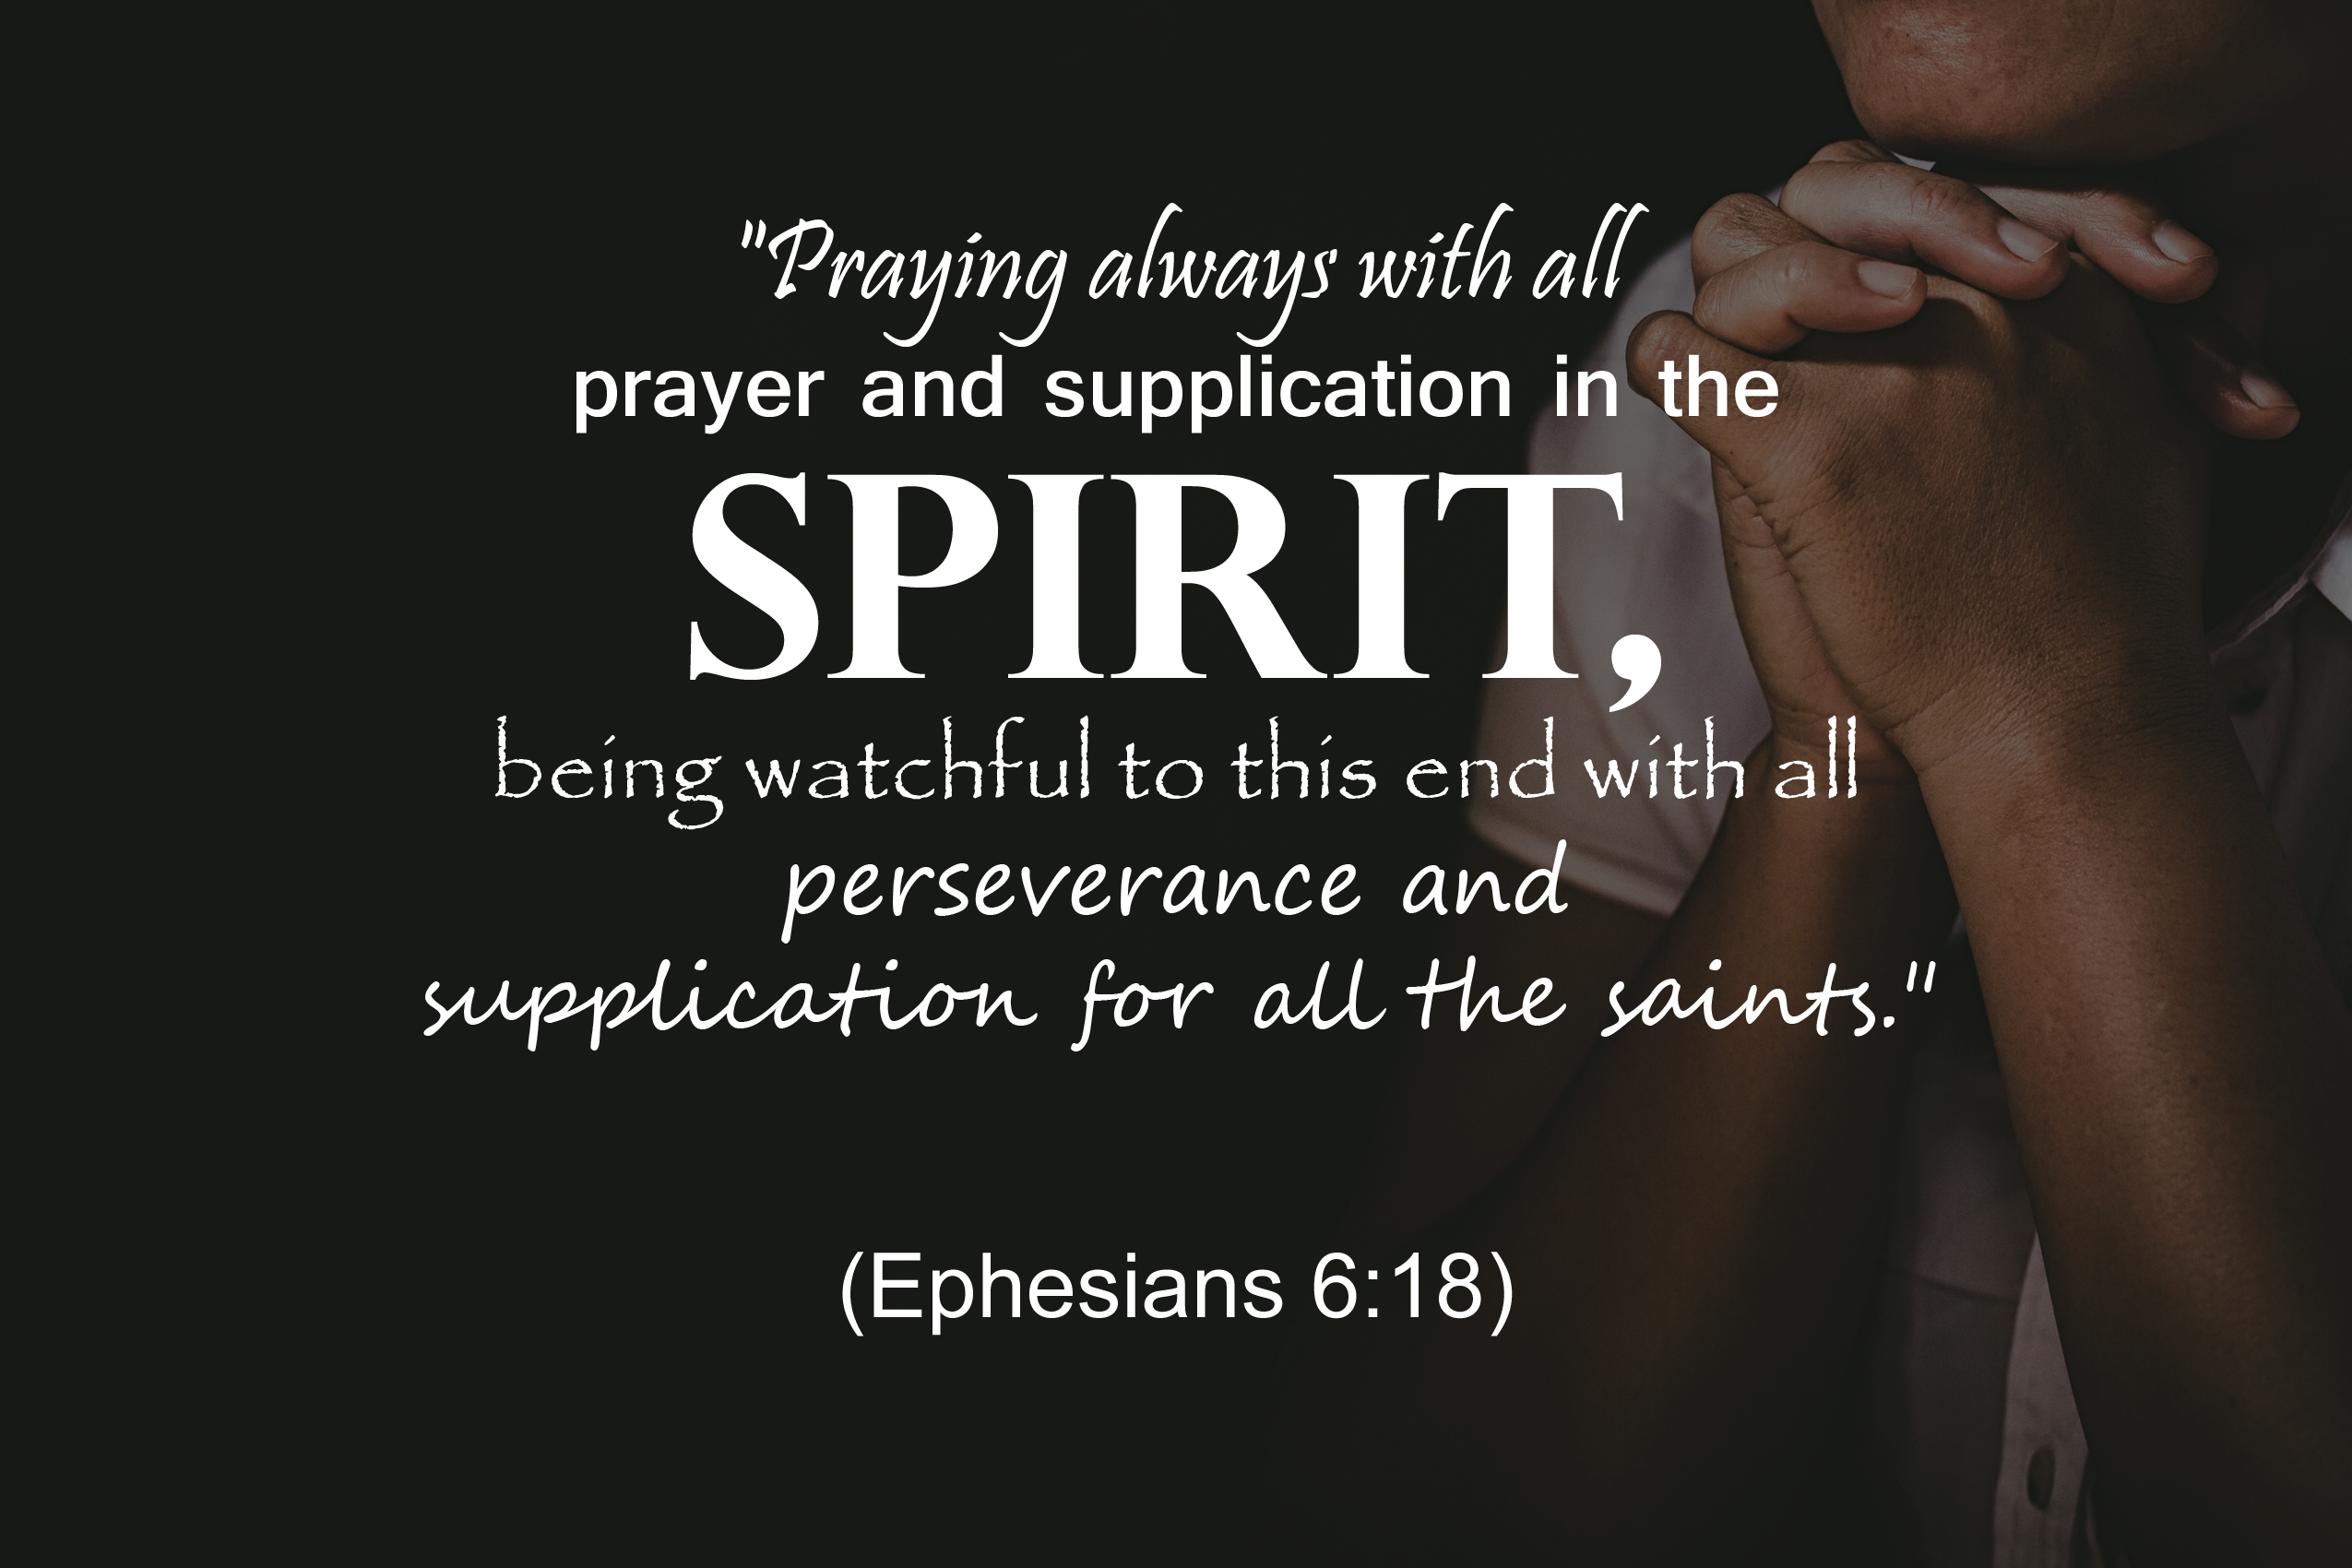 "Praying always with all
prayer and supplication in the
SPIRIT,
being watchful to this end with all
perseverance and
supplication for all the saints."
(Ephesians 6:18)